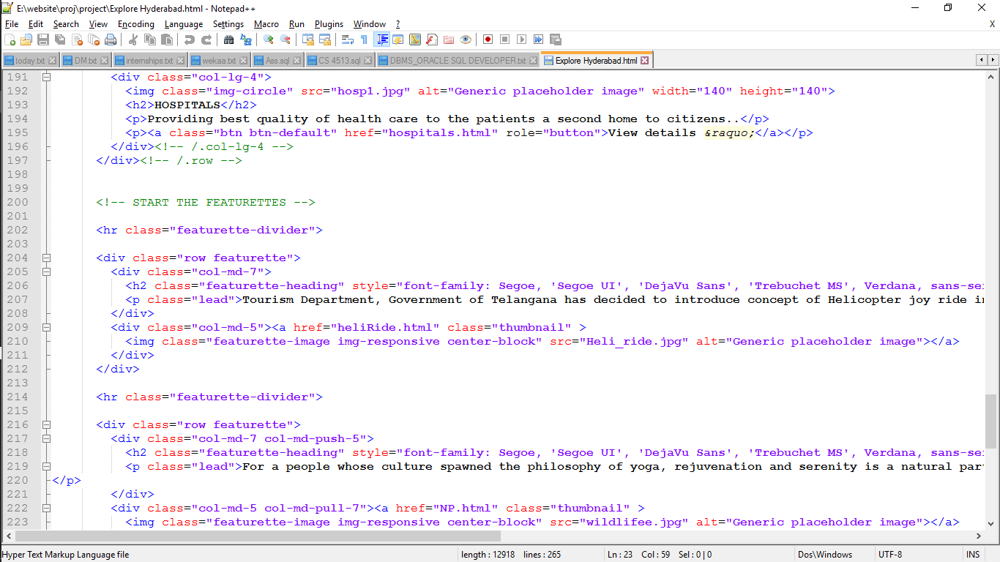 E:\website\proj\project\Explore Hyderabad.html - Notepad++
File Edit Search View Encoding Language Settings Macro Run Plugins Window ? X
today.txt DM.txt internships.txt wekaa.txt Ass.sql CS 4513.sql DBMS_ORACLE SQL DEVELOPER.txt Explore Hyderabad.html
191 <div class="col-lg-4">
192 <img class="img-circle" src="hosp1.jpg" alt="Generic placeholder image" width="140" height="140">
193 <h2>HOSPITALS</h2>
194 <p>Providing best quality of health care to the patients a second home to citizens..</p>
195 <p><a class="btn btn-default" href="hospitals.html" role="button">View details &raquo;</a></p>
196 </div><!-- /.col-lg-4 -->
197 </div><!-- /.row -->
198
199
200 <!-- START THE FEATURETTES -->
201
202 <hr class="featurette-divider">
203
204 <div class="row featurette">
205 <div class="col-md-7">
206 <h2 class="featurette-heading" style="font-family: Segoe, 'Segoe UI', 'DejaVu Sans', 'Trebuchet MS', Verdana, sans-se
207 <p class="lead">Tourism Department, Government of Telangana has decided to introduce concept of Helicopter joy ride i
208 </div>
209 <div class="col-md-5"><a href="heliRide.html" class="thumbnail" >
210 <img class="featurette-image img-responsive center-block" src="Heli_ride.jpg" alt="Generic placeholder image"></a>
211 </div>
212 </div>
213
214 <hr class="featurette-divider">
215
216 <div class="row featurette">
217 <div class="col-md-7 col-md-push-5">
218 <h2 class="featurette-heading" style="font-family: Segoe, 'Segoe UI', 'DejaVu Sans', 'Trebuchet MS', Verdana, sans-se
219 <p class="lead">For a people whose culture spawned the philosophy of yoga, rejuvenation and serenity is a natural par
220 </p>
221 </div>
222 <div class="col-md-5 col-md-pull-7"><a href="NP.html" class="thumbnail" >
223 <img class="featurette-image img-responsive center-block" src="wildlifee.jpg" alt="Generic placeholder image"></a>
Hyper Text Markup Language file length : 12918 lines : 265 Ln : 23 Col : 59 Sel : 0 | 0 Dos\Windows UTF-8 INS